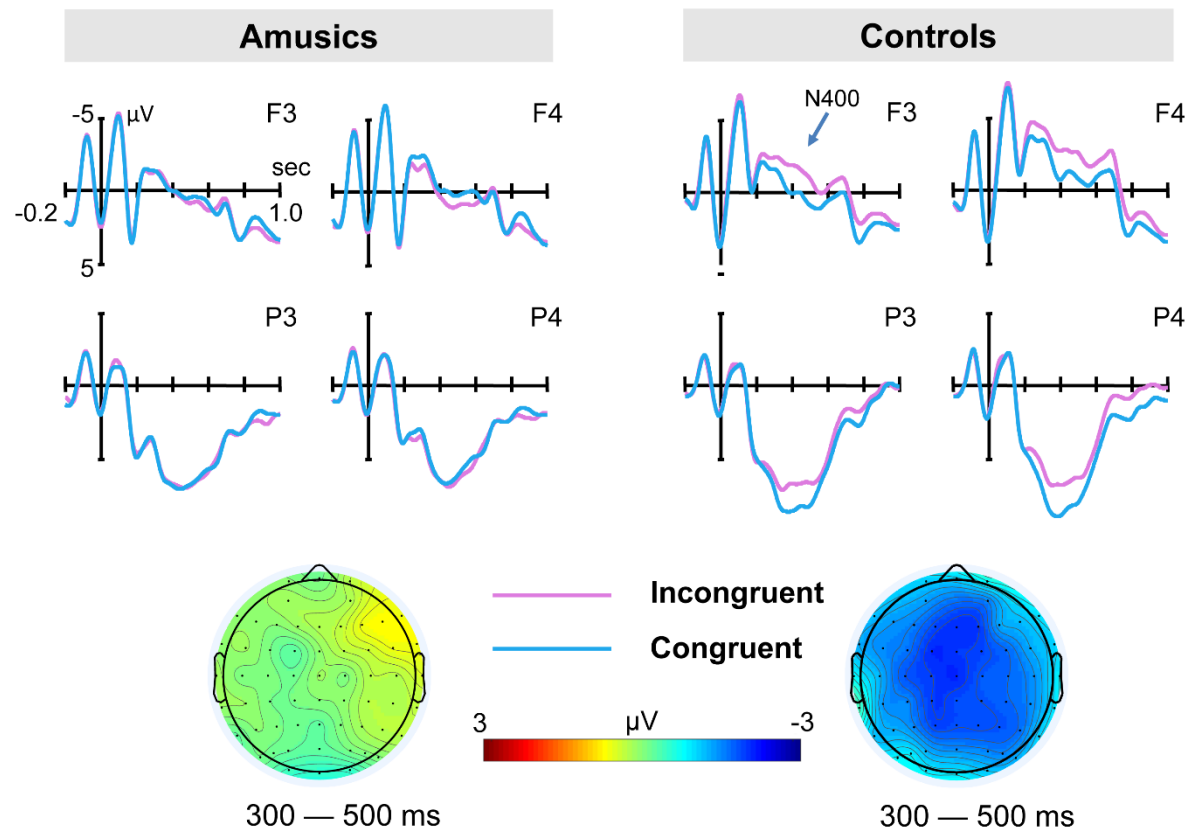 Amusics
Controls
-5 µV F3
sec
-0.2 1.0
5
F4
N400
F3
F4
P3
P4
P3
P4
Incongruent
Congruent
3 µV -3
300 — 500 ms
300 — 500 ms